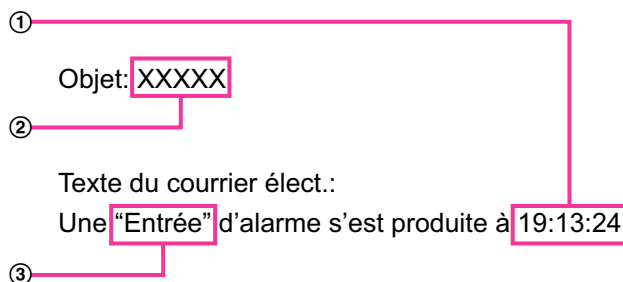 ①
Objet: XXXXX
②
Texte du courrier élect.:
Une “Entrée” d’alarme s’est produite à 19:13:24
③